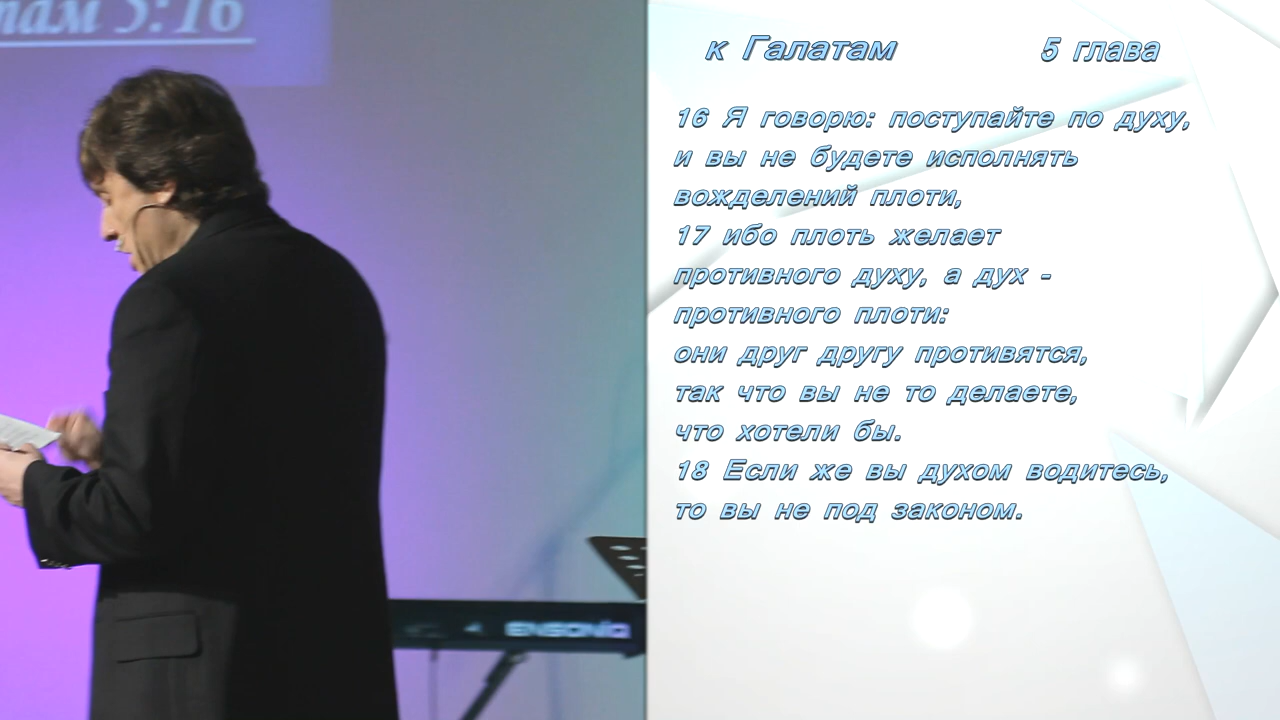 там 5:16
к Галатам 5 глава
16 Я говорю: поступайте по духу,
и вы не будете исполнять
вожделений плоти,
17 ибо плоть желает
противного духу, а дух -
противного плоти:
они друг другу противятся,
так что вы не то делаете,
что хотели бы.
18 Если же вы духом водитесь,
то вы не под законом.
ensoniq